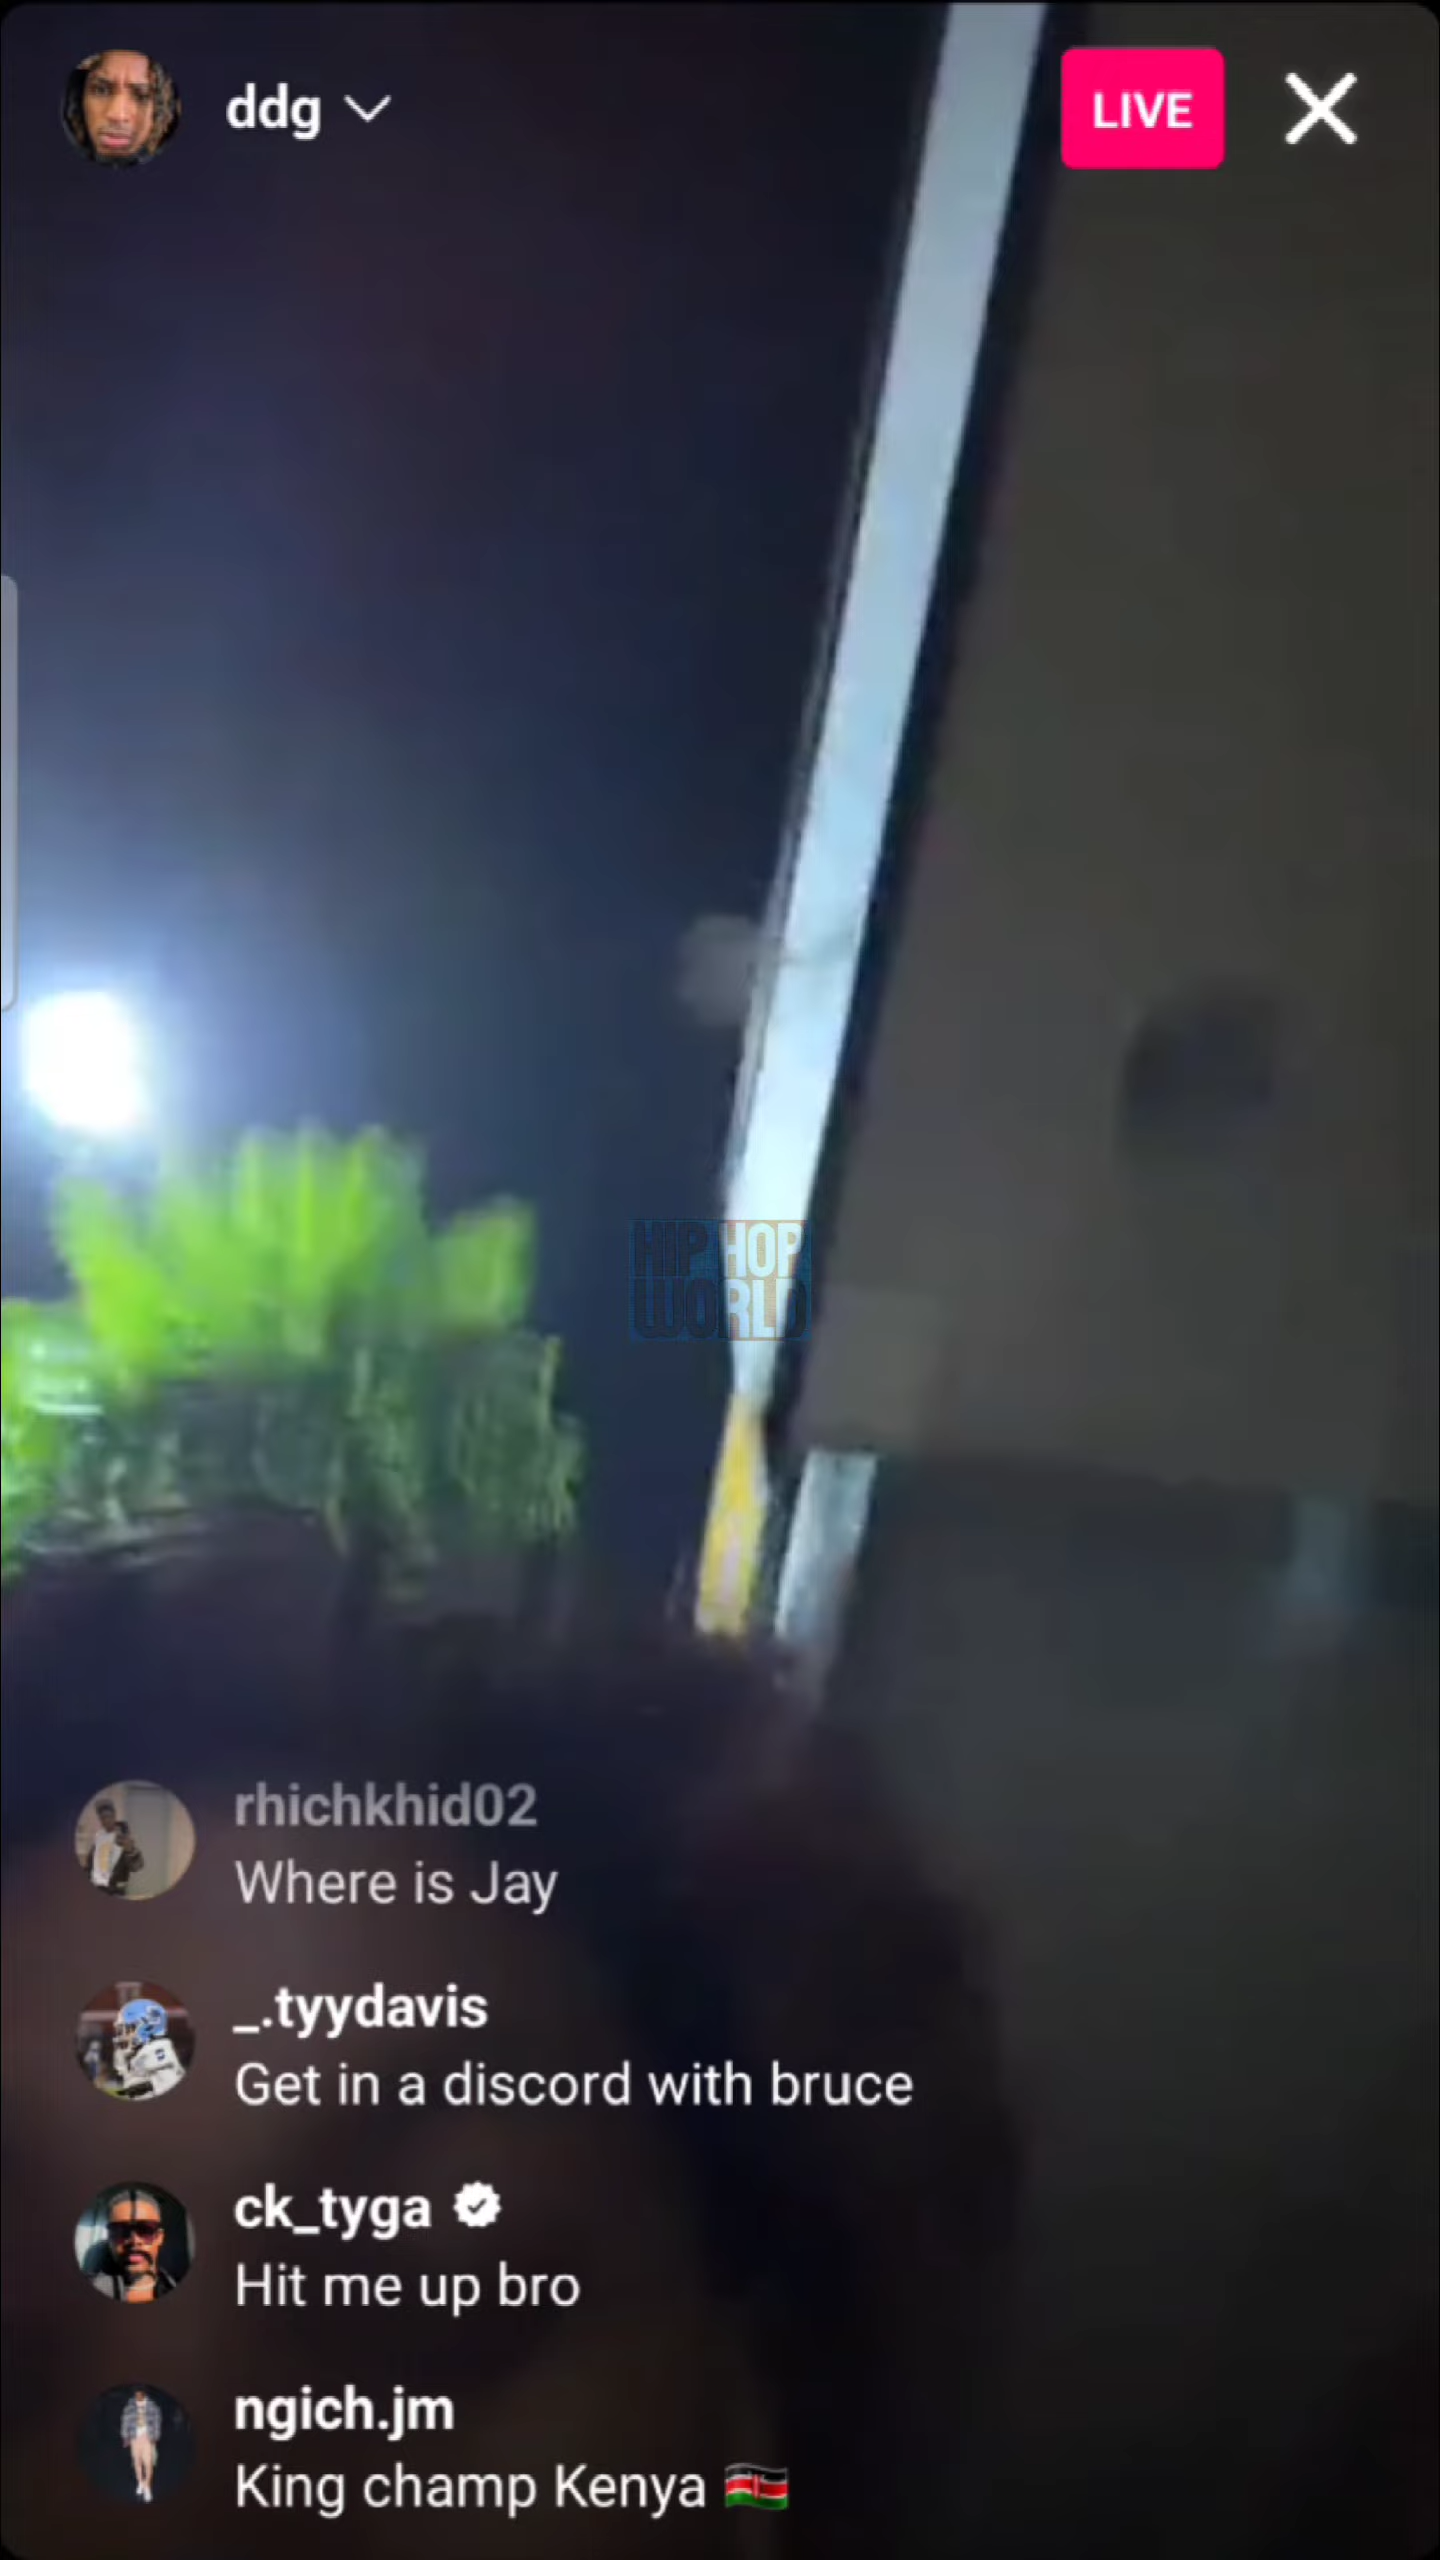 ddg
LIVE
HIP HOP
WORLD
rhichkhid02
Where is Jay
_.tyydavis
Get in a discord with bruce
ck_tyga
Hit me up bro
ngich.jm
King champ Kenya 🇰🇪